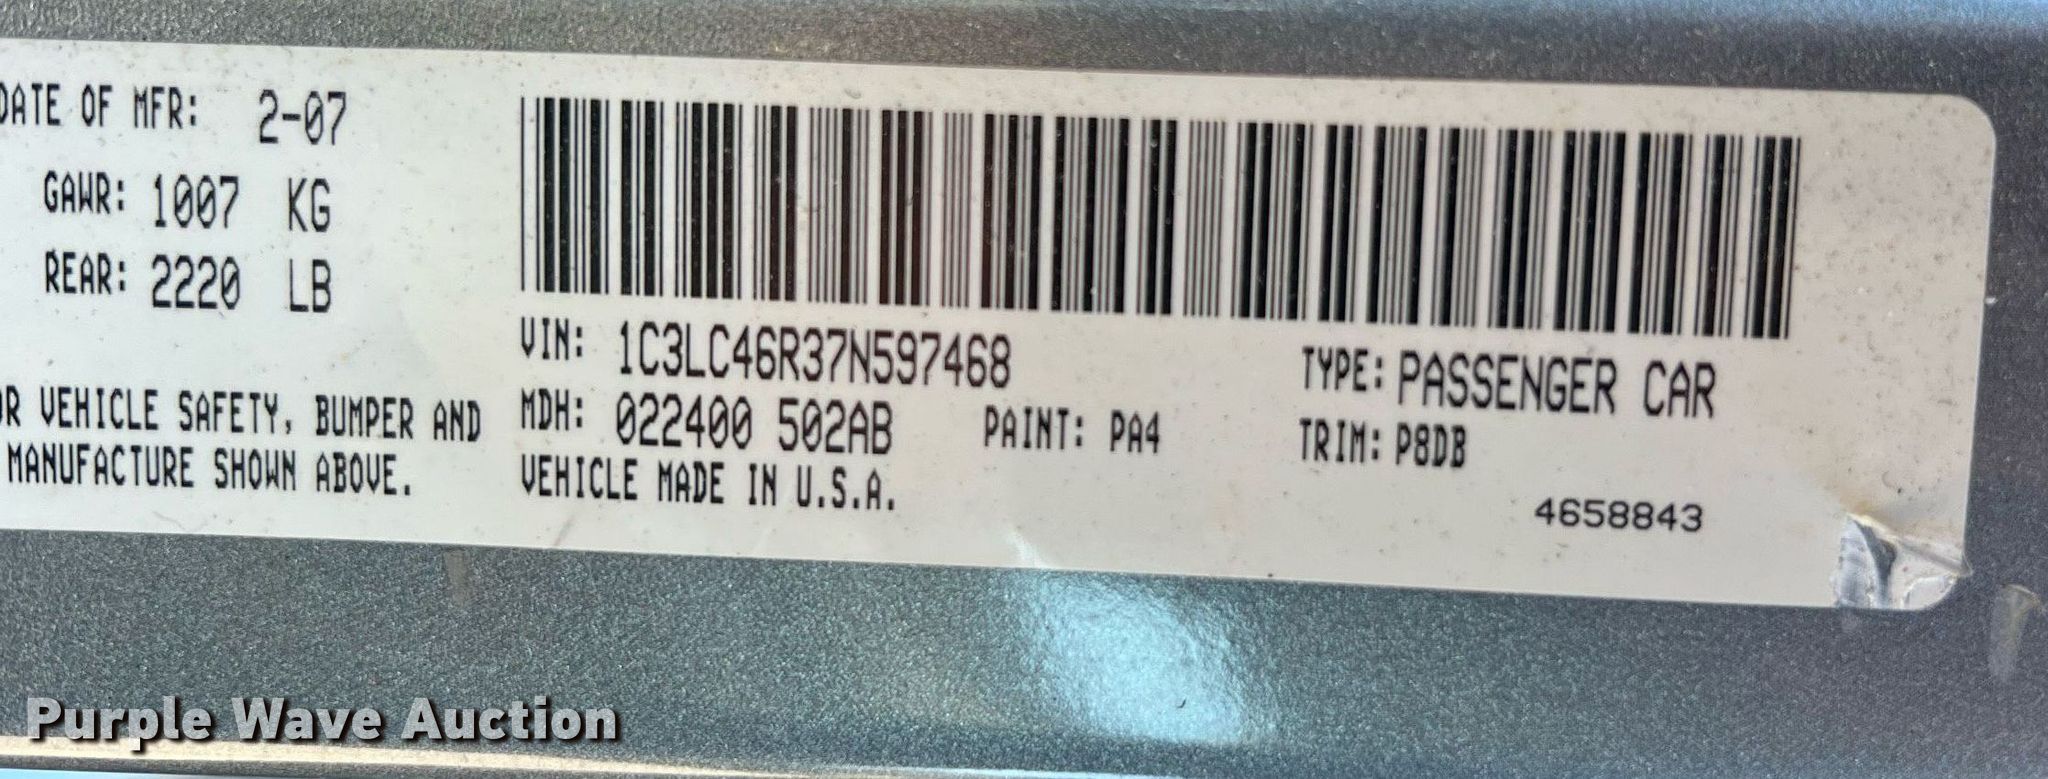 DATE OF MFR: 2-07
GAWR: 1007 KG
REAR: 2220 LB
VIN: 1C3LC46R37N597468
TYPE: PASSENGER CAR
OR VEHICLE SAFETY, BUMPER AND
MDH: 022400 502AB
PAINT: PA4
TRIM: P8DB
MANUFACTURE SHOWN ABOVE.
VEHICLE MADE IN U.S.A.
4658843
Purple Wave Auction